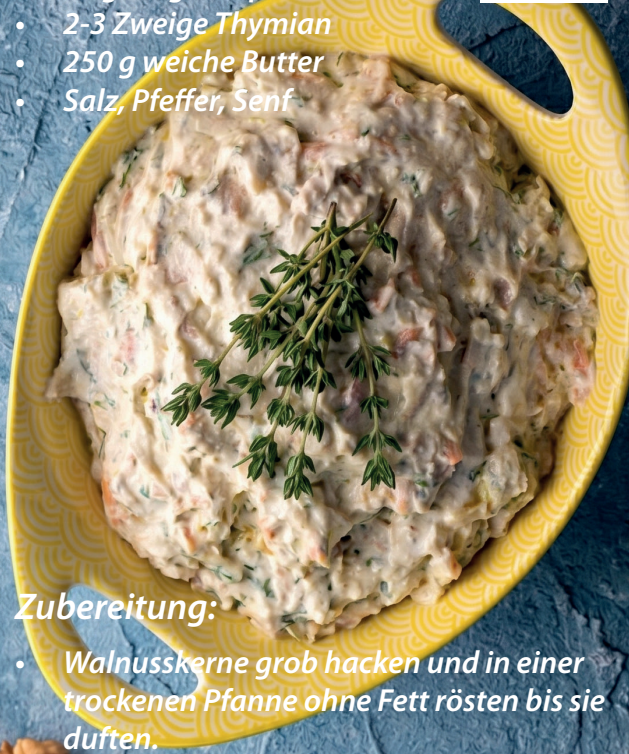 • 2-3 Zweige Thymian
• 250 g weiche Butter
• Salz, Pfeffer, Senf
Zubereitung:
• Walnusskerne grob hacken und in einer
trockenen Pfanne ohne Fett rösten bis sie
duften.